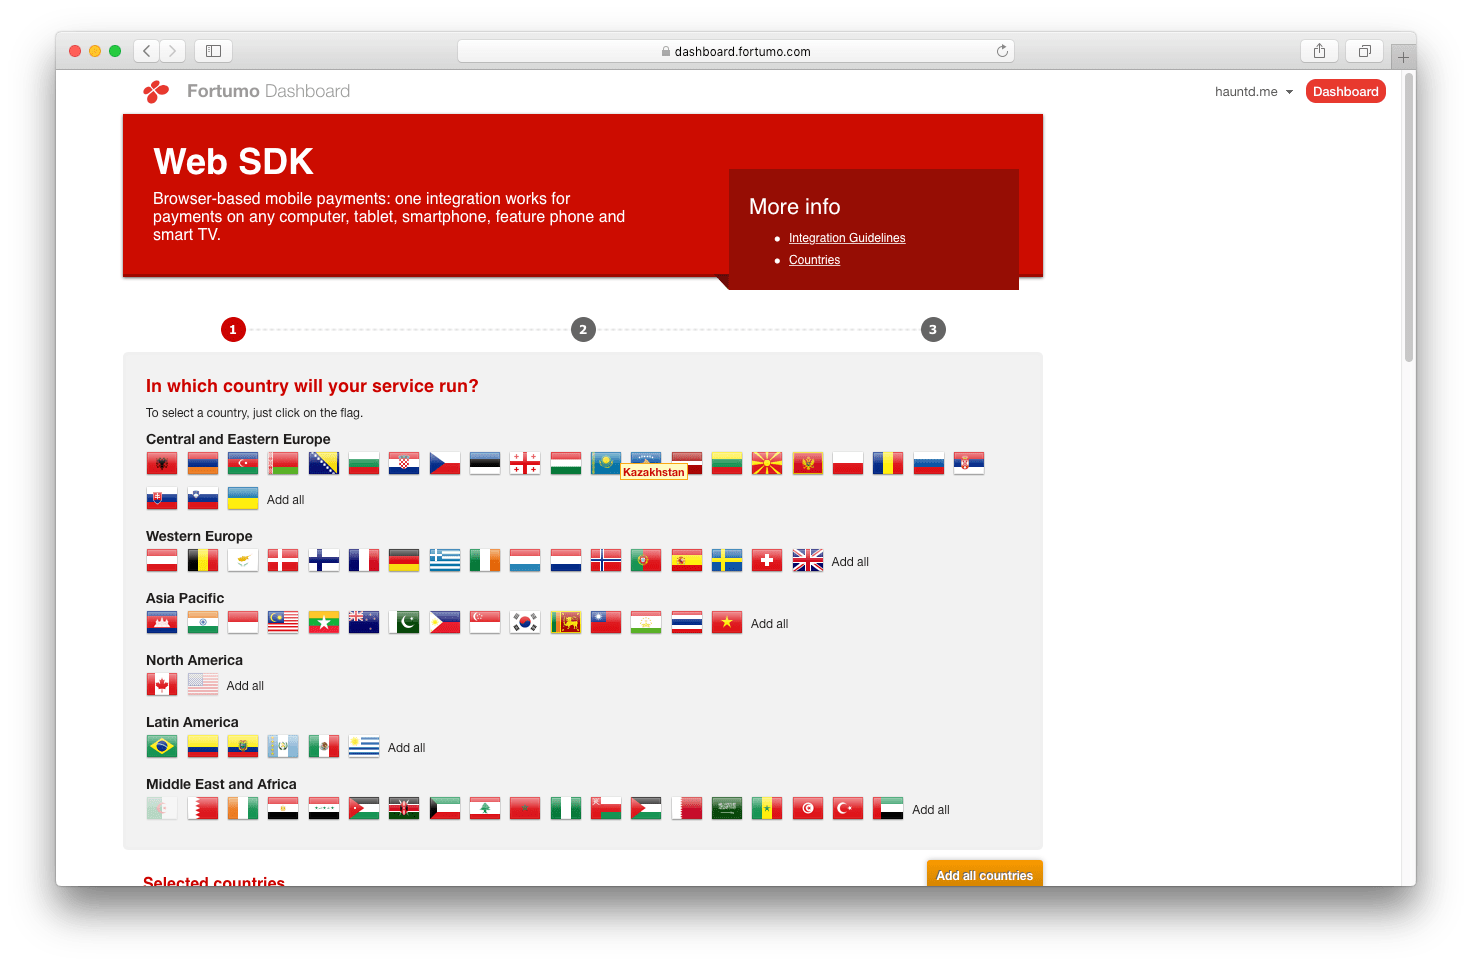 dashboard.fortumo.com
Fortumo Dashboard
hauntd.me
Dashboard
Web SDK
Browser-based mobile payments: one integration works for
payments on any computer, tablet, smartphone, feature phone and
smart TV.
More info
Integration Guidelines
Countries
1
2
3
In which country will your service run?
To select a country, just click on the flag.
Central and Eastern Europe
Kazakhstan
Add all
Western Europe
Add all
Asia Pacific
Add all
North America
Add all
Latin America
Add all
Middle East and Africa
Add all
Selected countries
Add all countries